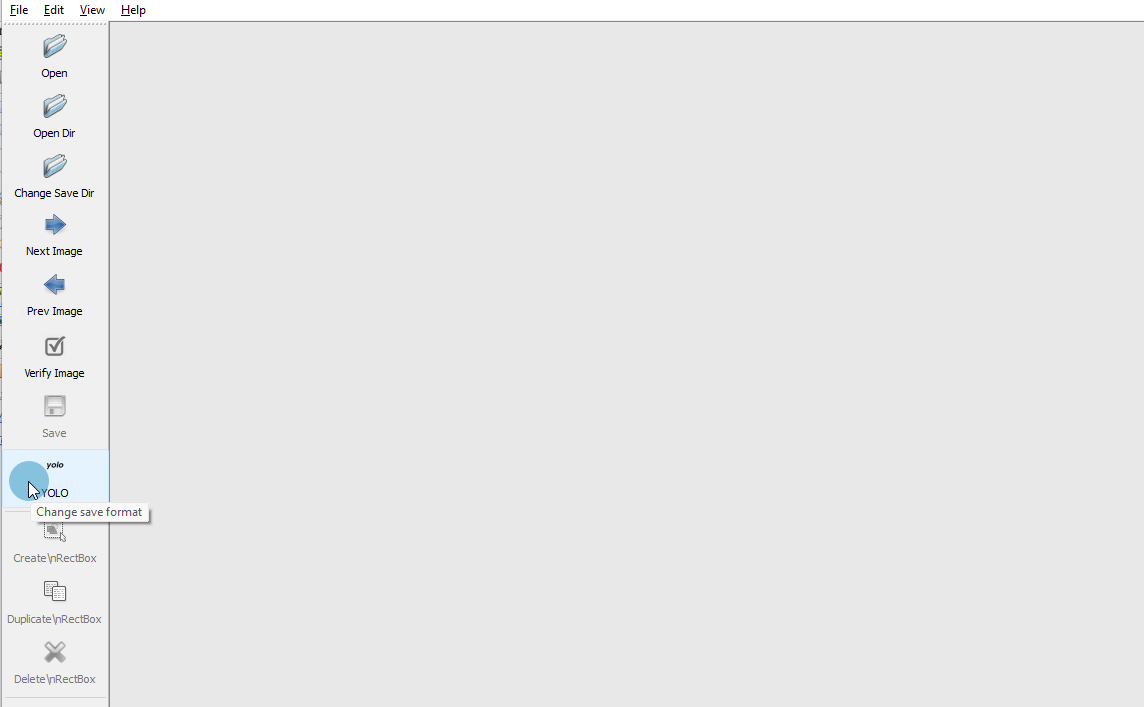 File Edit View Help
Open
Open Dir
Change Save Dir
Next Image
Prev Image
Verify Image
Save
yolo
YOLO
Change save format
Create\nRectBox
Duplicate\nRectBox
Delete\nRectBox